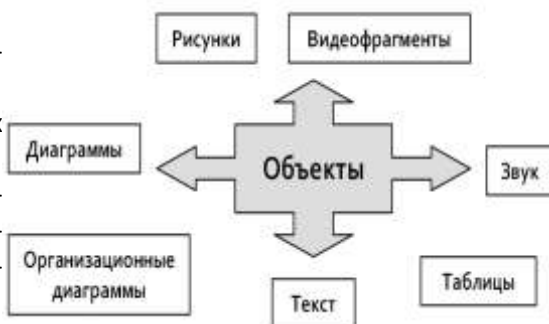 Рисунки
Видеофрагменты
Диаграммы
Объекты
Звук
Организационные
диаграммы
Текст
Таблицы